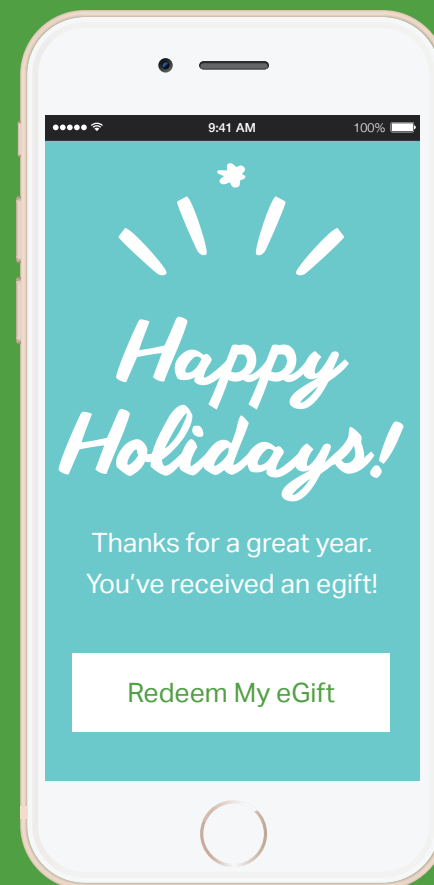 9:41 AM 100%
Happy
Holidays!
Thanks for a great year.
You've received an egift!
Redeem My eGift